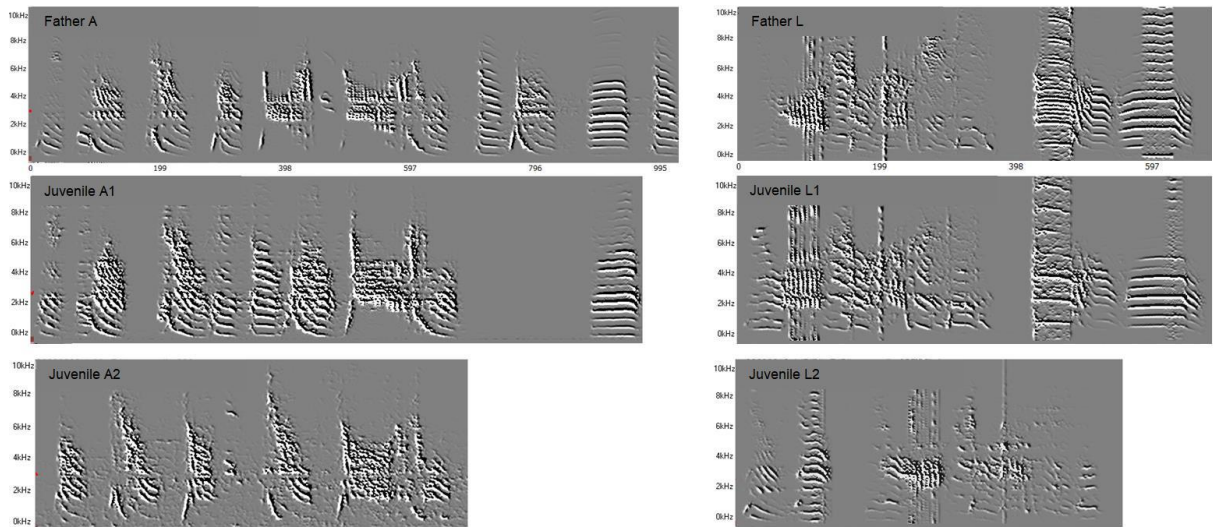 Father A
10kHz
8kHz
6kHz
4kHz
2kHz
0kHz
0 199 398 597 796 995
Juvenile A1
10kHz
8kHz
6kHz
4kHz
2kHz
0kHz
Juvenile A2
10kHz
8kHz
6kHz
4kHz
2kHz
0kHz
Father L
10kHz
8kHz
6kHz
4kHz
2kHz
0kHz
0 199 398 597
Juvenile L1
10kHz
8kHz
6kHz
4kHz
2kHz
0kHz
Juvenile L2
10kHz
8kHz
6kHz
4kHz
2kHz
0kHz